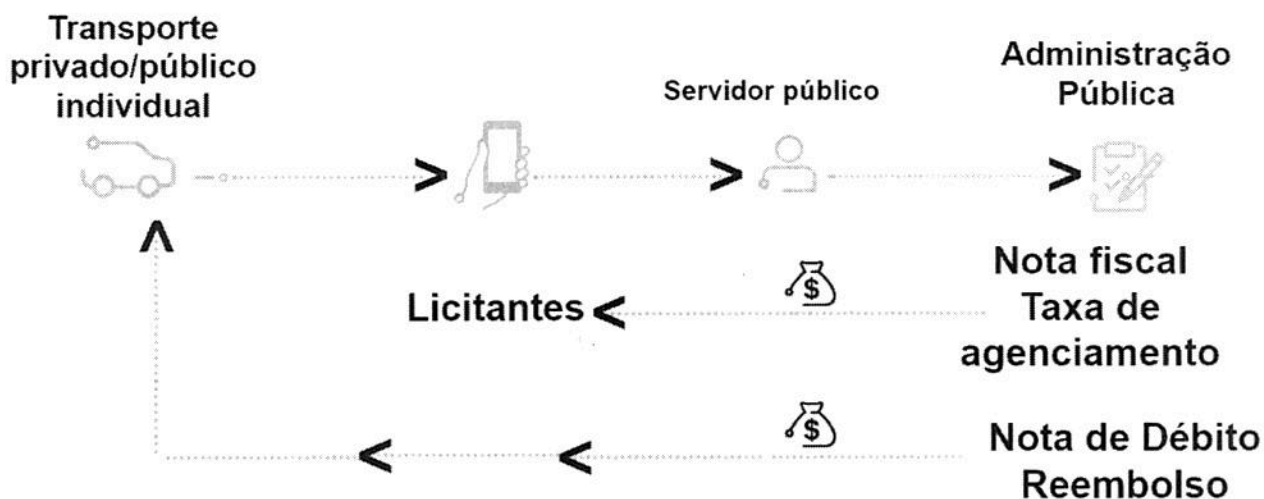 Transporte
privado/público
individual
Servidor público
Administração
Pública
$
Licitantes
Nota fiscal
Taxa de
agenciamento
$
Nota de Débito
Reembolso